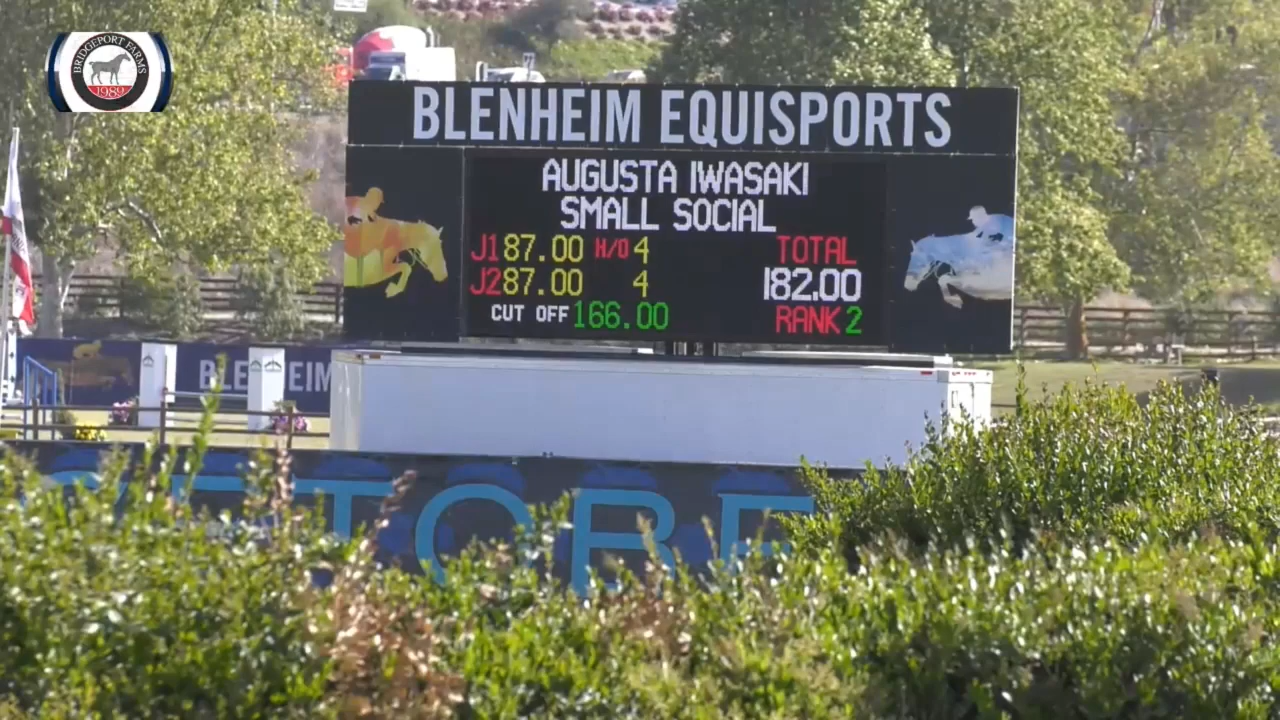 BRIDGEPORT FARMS
1989
BLENHEIM EQUISPORTS
AUGUSTA IWASAKI
SMALL SOCIAL
J1 87.00 H/O 4 TOTAL
J2 87.00 4 182.00
CUT OFF 166.00 RANK 2
BLENHEIM
OCTOBE